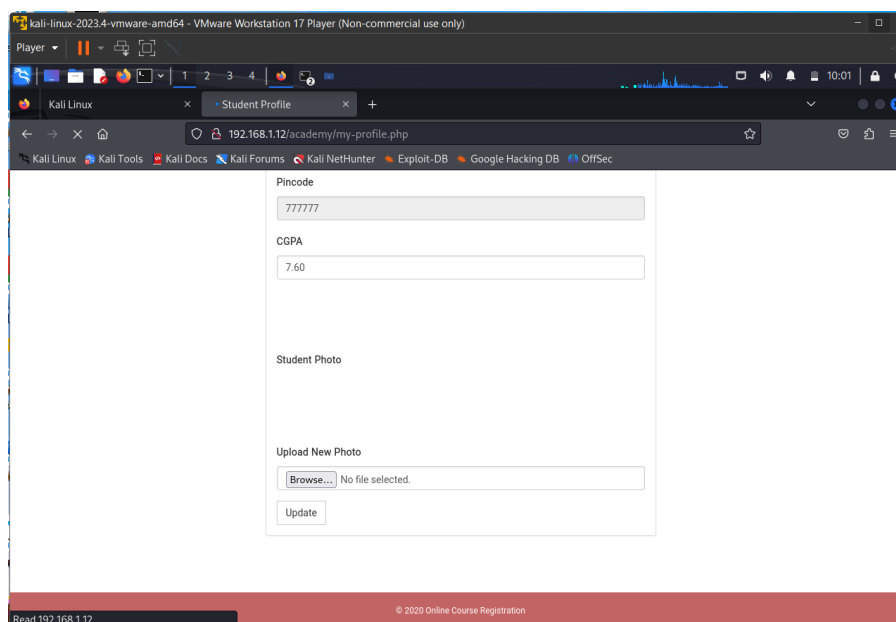 kali-linux-2023.4-vmware-amd64 - VMware Workstation 17 Player (Non-commercial use only)
Player
1 2 3 4 2 10:01
Kali Linux × Student Profile × +
192.168.1.12/academy/my-profile.php
Kali Linux Kali Tools Kali Docs Kali Forums Kali NetHunter Exploit-DB Google Hacking DB OffSec
Pincode
777777
CGPA
7.60
Student Photo
Upload New Photo
Browse... No file selected.
Update
© 2020 Online Course Registration
Read 192.168.1.12